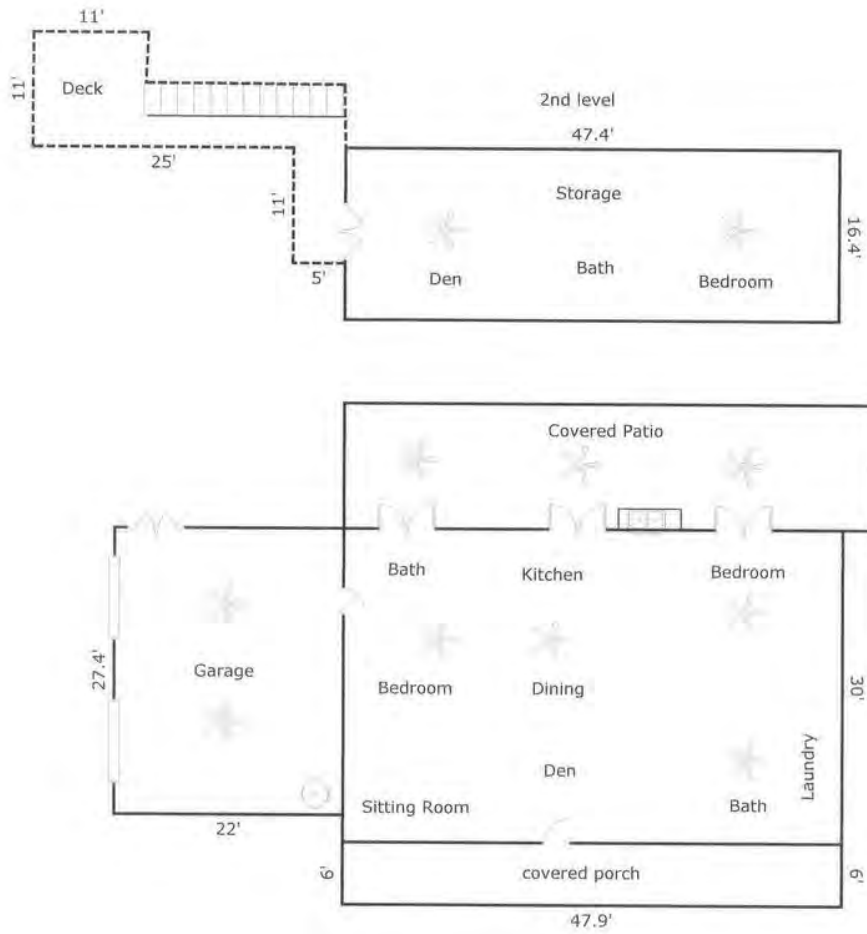 11'
11'
Deck
2nd level
47.4'
25'
11'
Storage
16.4'
5'
Den
Bath
Bedroom
Covered Patio
Bath
Kitchen
Bedroom
27.4'
Garage
Bedroom
Dining
30'
Den
Laundry
Sitting Room
Bath
22'
6'
covered porch
6'
47.9'